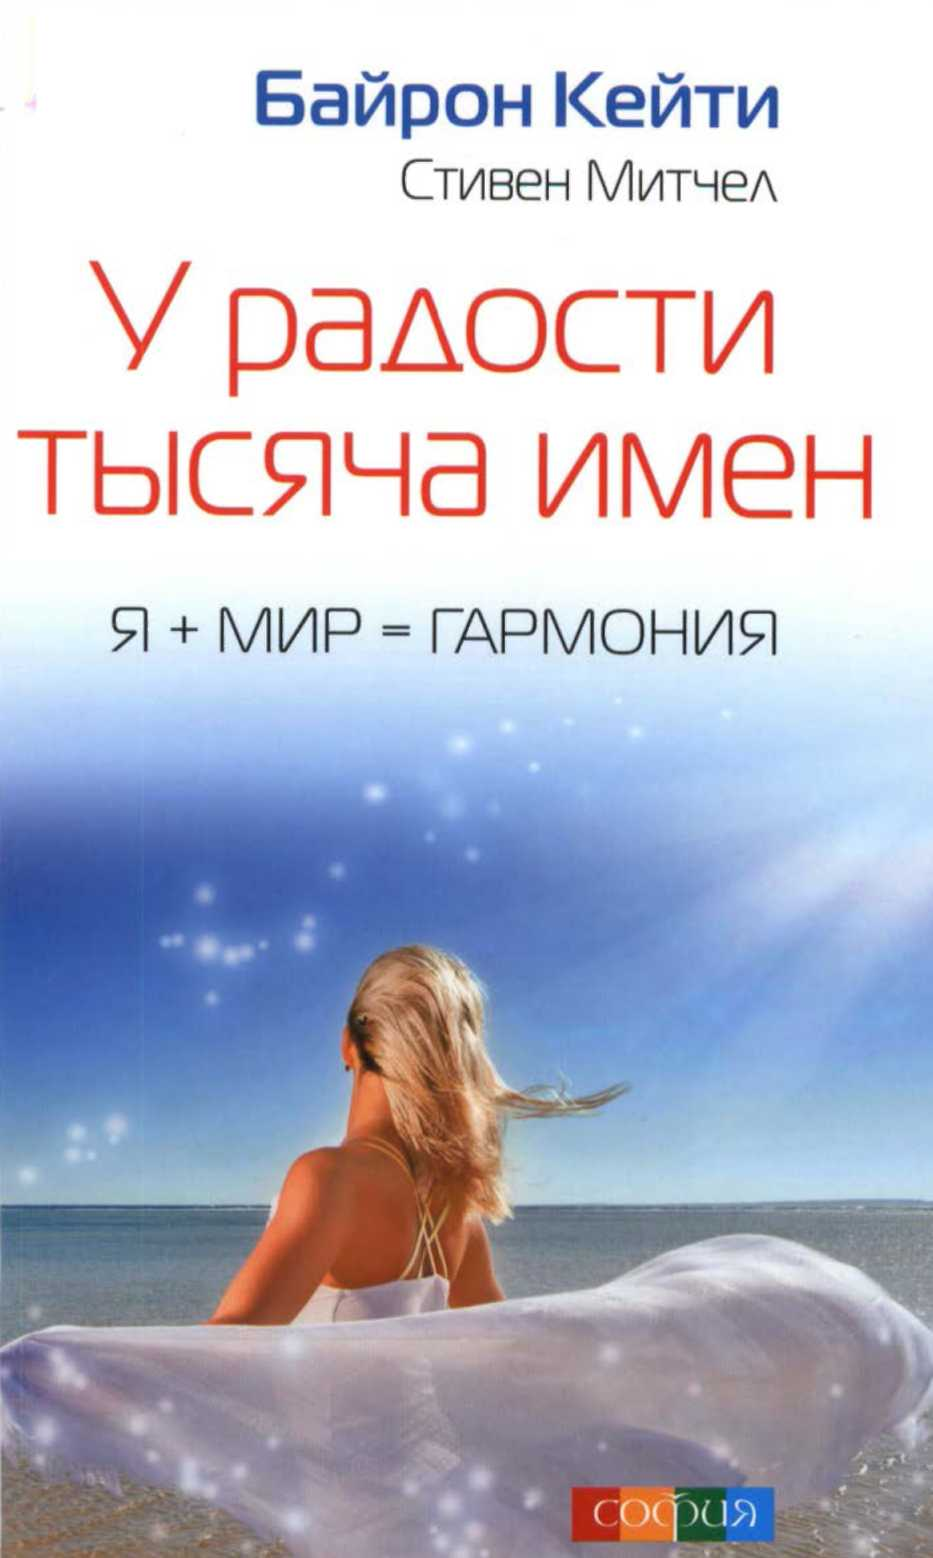 Байрон Кейти
Стивен Митчел
У радости
тысяча имен
Я + МИР = ГАРМОНИЯ
софия